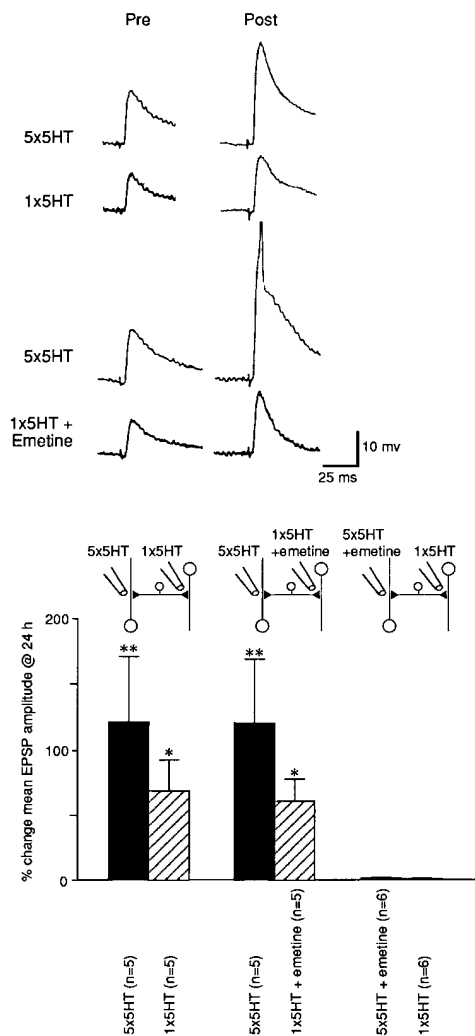 Pre Post
5x5HT
1x5HT
5x5HT
1x5HT +
Emetine
10 mv
25 ms
5x5HT 1x5HT
5x5HT 1x5HT
+emetine
5x5HT
+emetine 1x5HT
% change mean EPSP amplitude @ 24 h
200
100
0
**
*
**
*
5x5HT (n=5)
1x5HT (n=5)
5x5HT (n=5)
1x5HT + emetine (n=5)
5x5HT + emetine (n=6)
1x5HT (n=6)